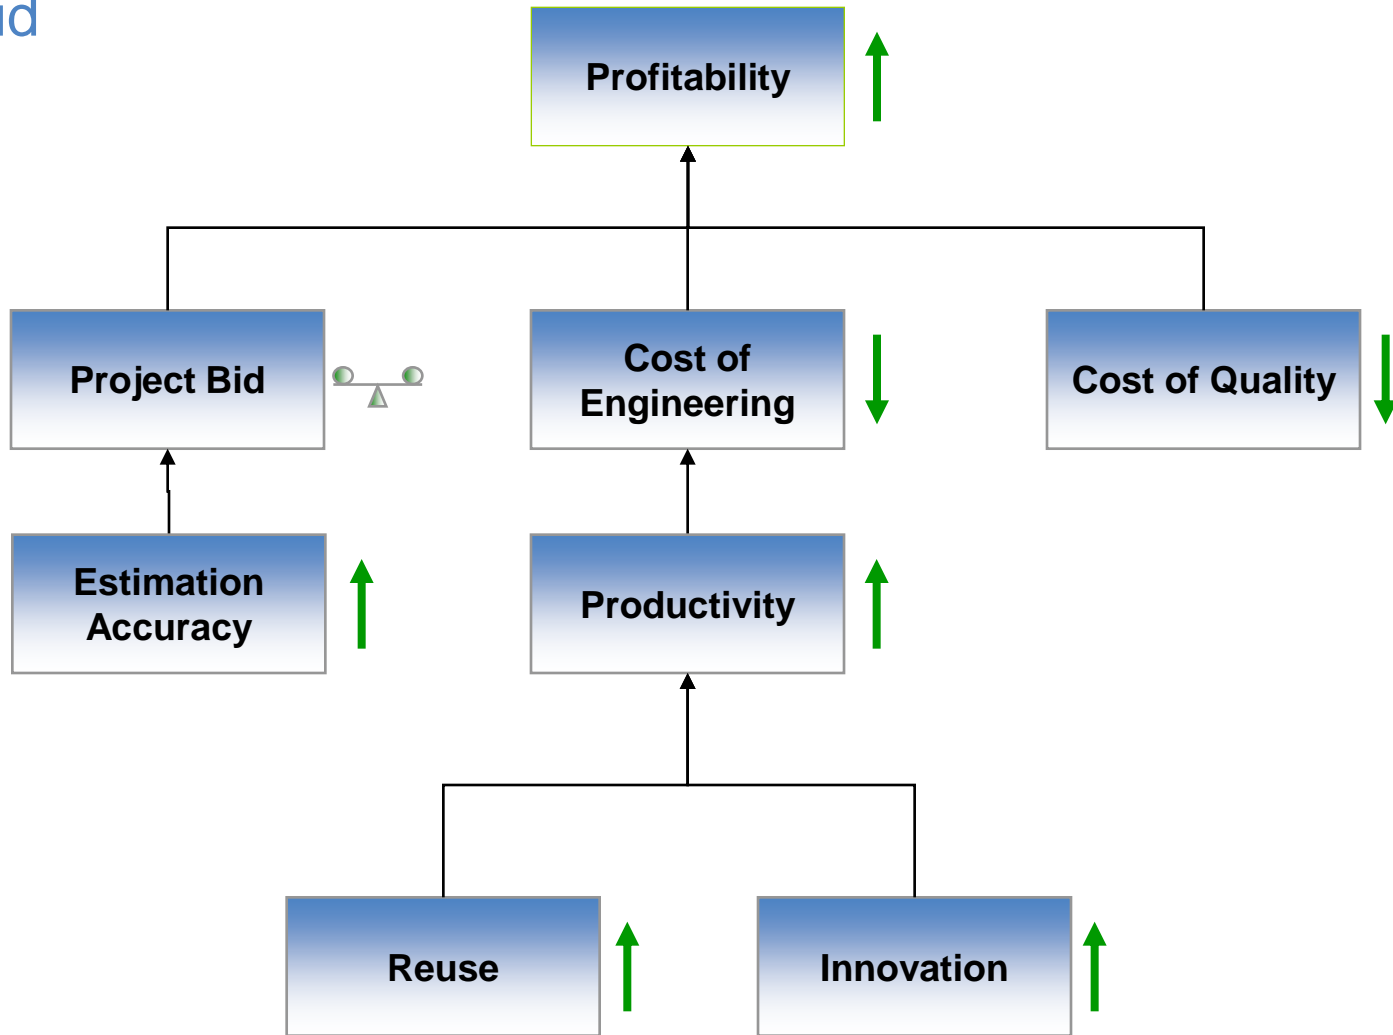 Profitability
Project Bid
Cost of
Engineering
Cost of Quality
Estimation
Accuracy
Productivity
Reuse
Innovation